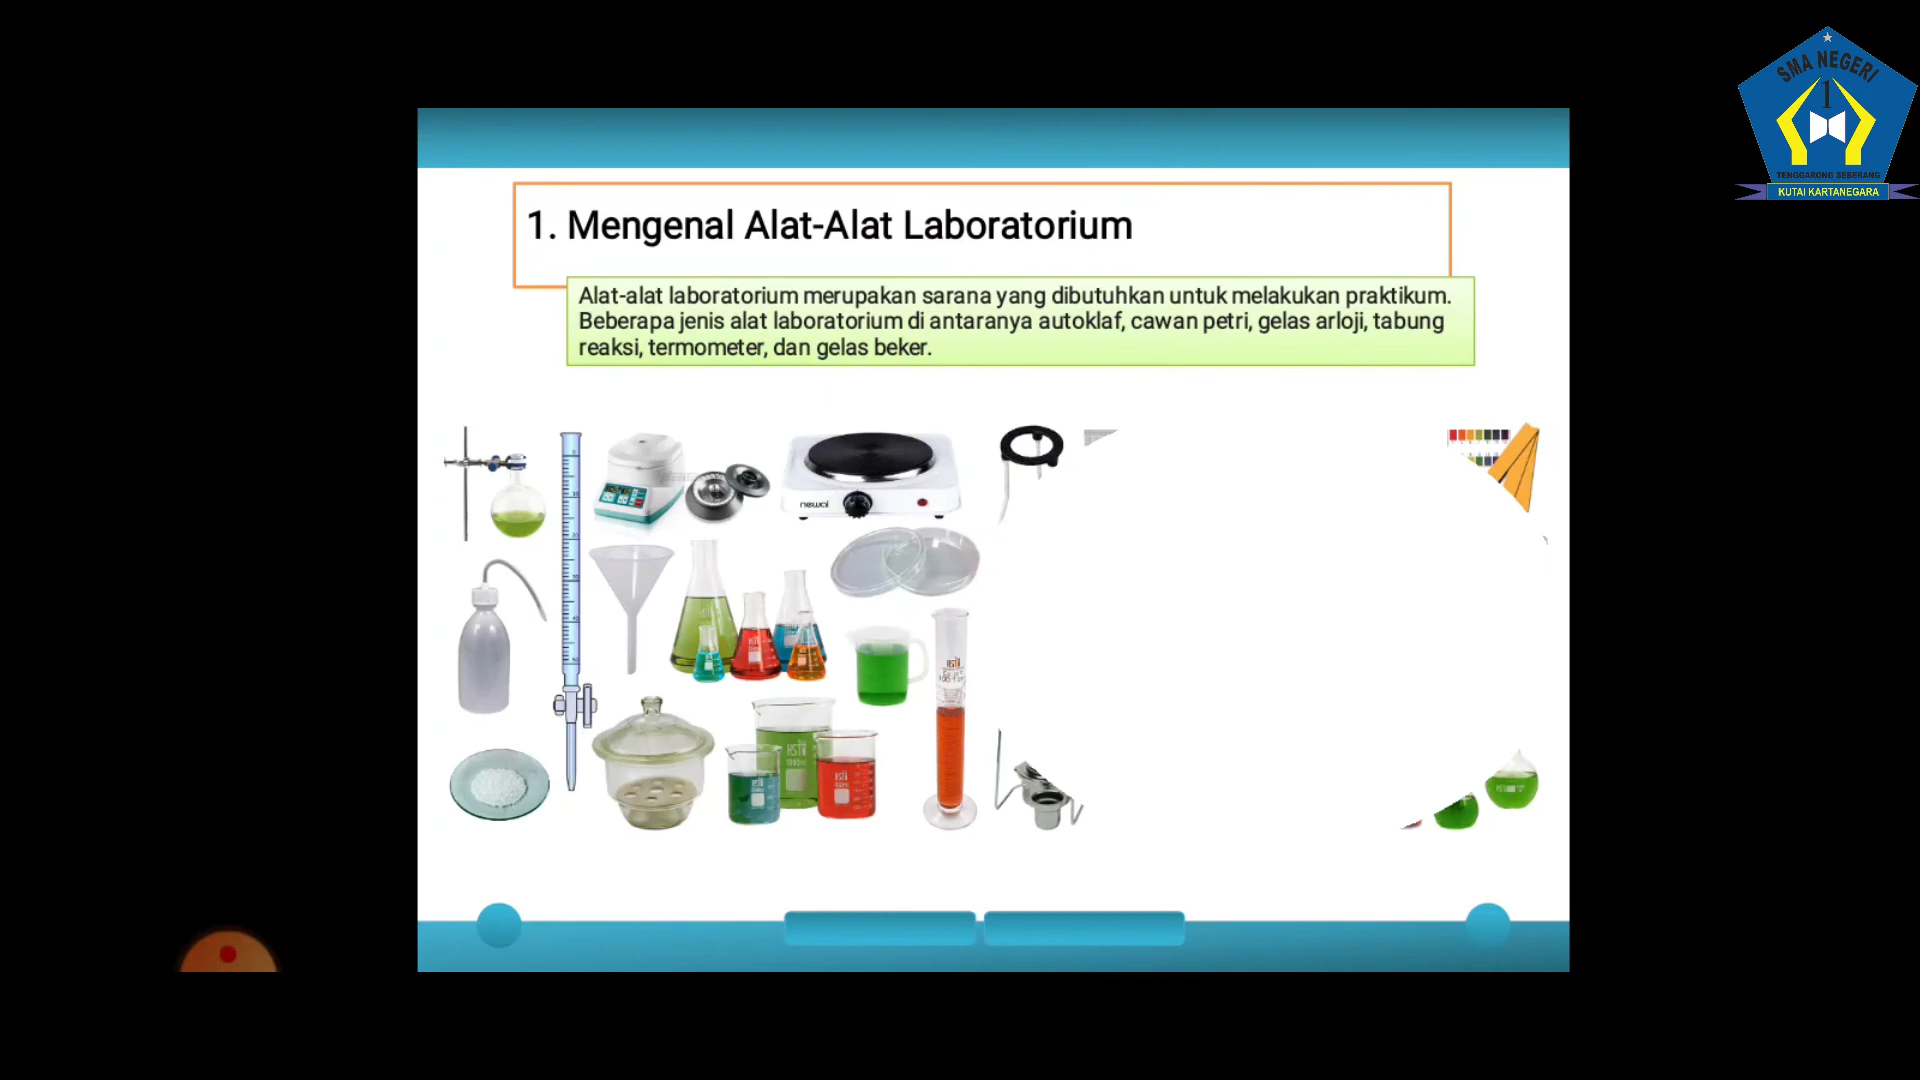 SMA NEGERI
1
TENGGARONG SEBERANG
KUTAI KARTANEGARA
1. Mengenal Alat-Alat Laboratorium
Alat-alat laboratorium merupakan sarana yang dibutuhkan untuk melakukan praktikum.
Beberapa jenis alat laboratorium di antaranya autoklaf, cawan petri, gelas arloji, tabung
reaksi, termometer, dan gelas beker.
newal